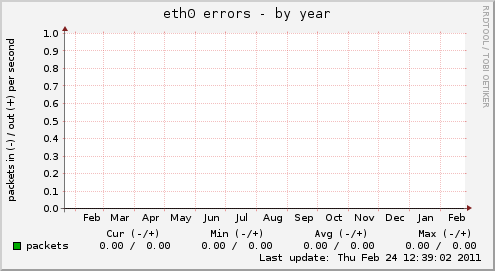 eth0 errors - by year
RRDTOOL / TOBI OETIKER
packets in (-) / out (+) per second
1.0
0.9
0.8
0.7
0.6
0.5
0.4
0.3
0.2
0.1
0.0
Feb Mar Apr May Jun Jul Aug Sep Oct Nov Dec Jan Feb
Cur (-/+) Min (-/+) Avg (-/+) Max (-/+)
packets 0.00 / 0.00 0.00 / 0.00 0.00 / 0.00 0.00 / 0.00
Last update: Thu Feb 24 12:39:02 2011